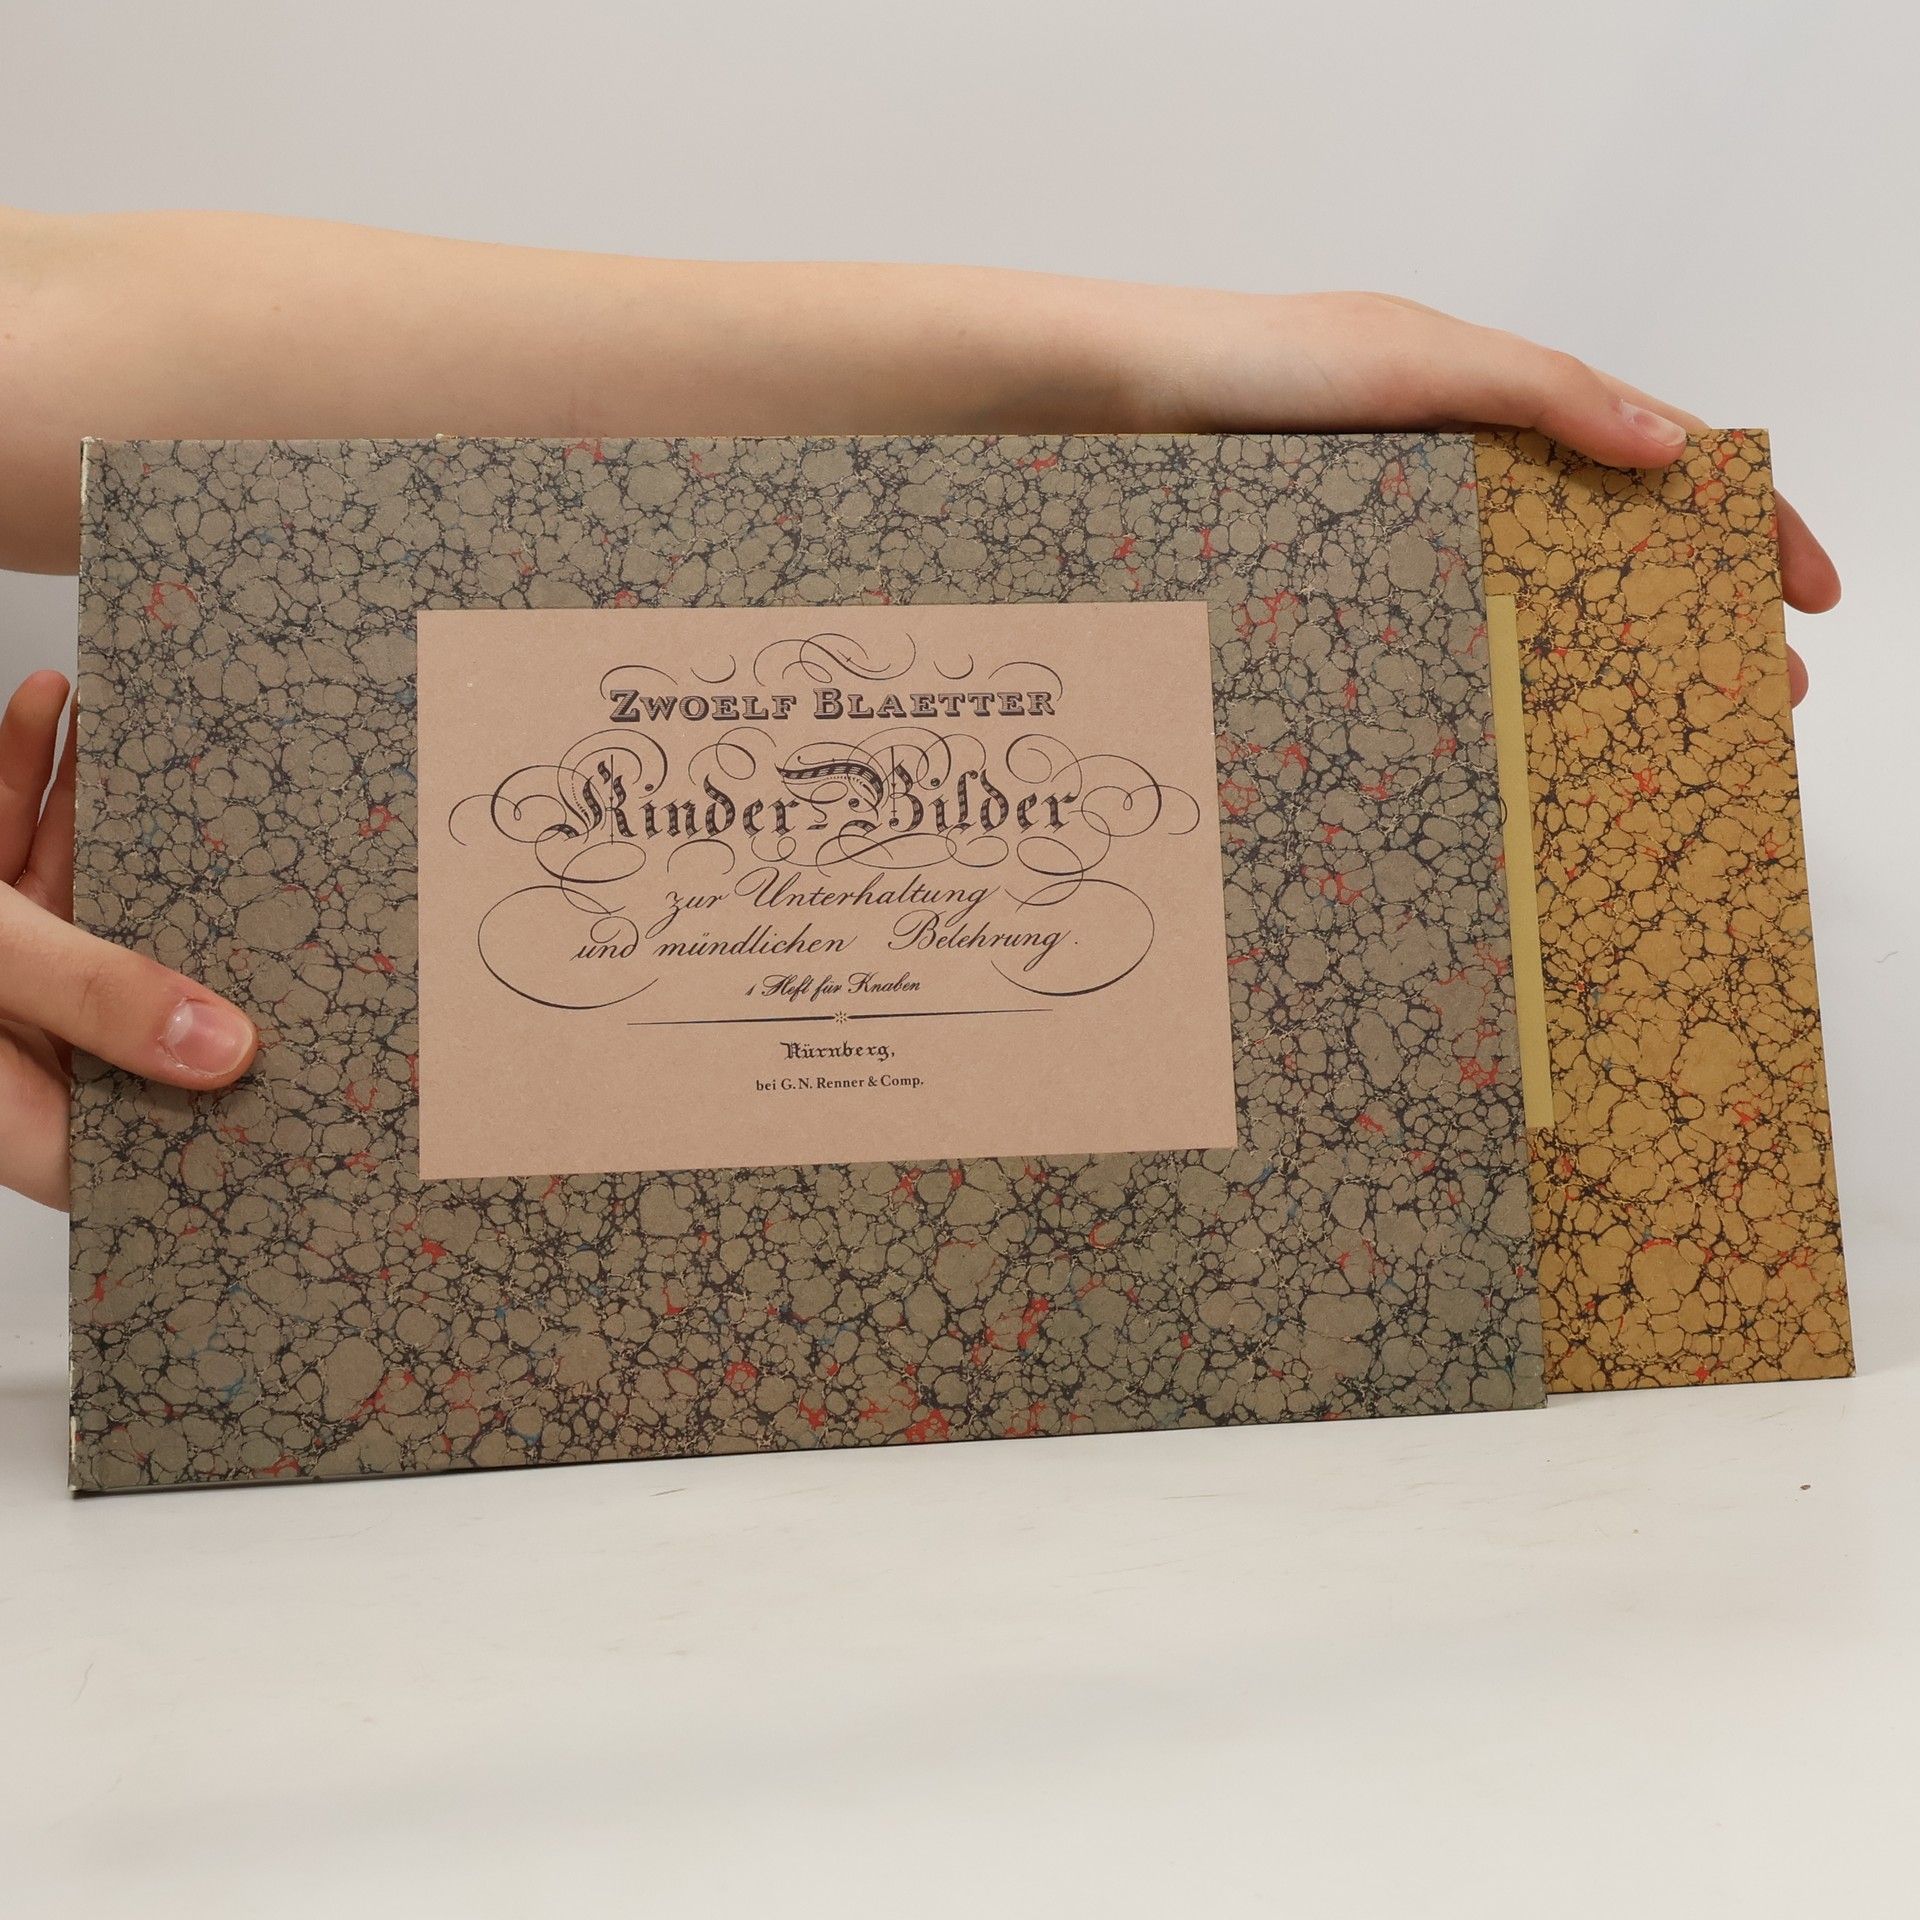 ZWOELF BLAETTER
Kinder-Bilder
zur Unterhaltung
und mündlichen Belehrung.
1 Heft für Knaben
Nürnberg,
bei G. N. Renner & Comp.